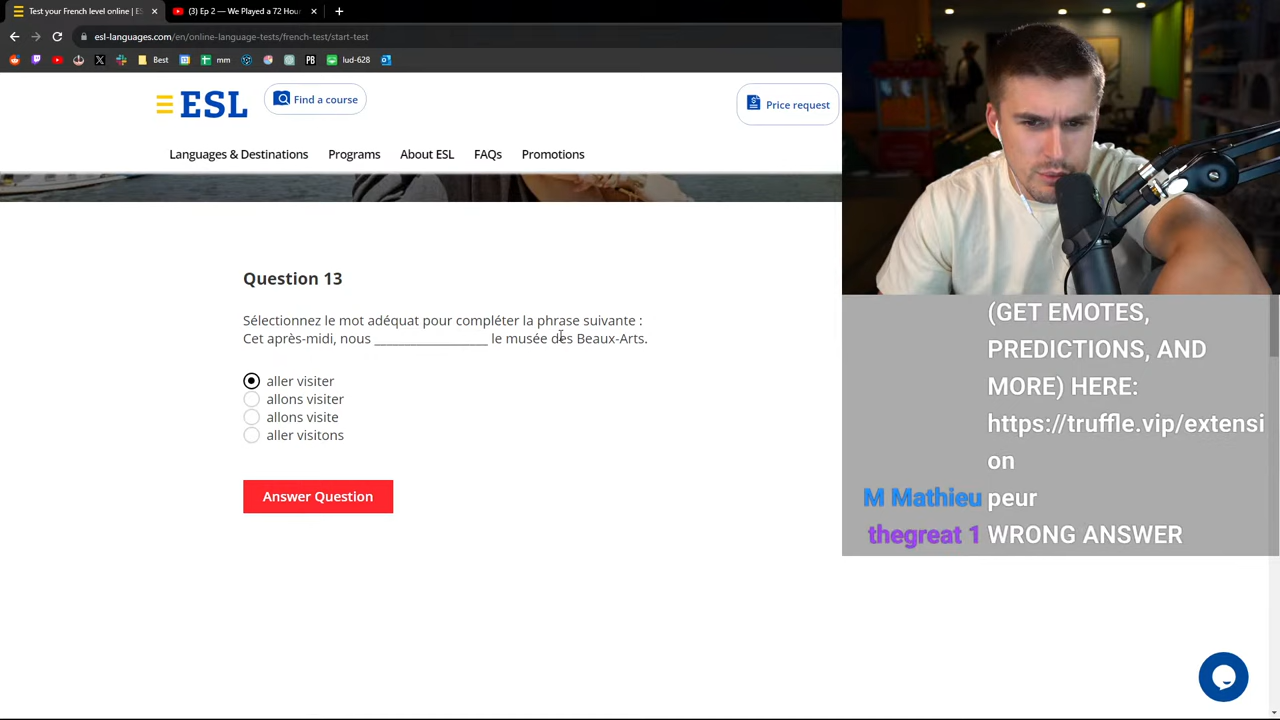 Test your French level online | ES
(3) Ep 2 — We Played a 72 Hou
esl-languages.com/en/online-language-tests/french-test/start-test
Best
mm
PB
lud-628
ESL
Find a course
Price request
Languages & Destinations
Programs
About ESL
FAQs
Promotions
Question 13
Sélectionnez le mot adéquat pour compléter la phrase suivante :
Cet après-midi, nous __________________ le musée des Beaux-Arts.
aller visiter
allons visiter
allons visite
aller visitons
Answer Question
(GET EMOTES,
PREDICTIONS, AND
MORE) HERE:
https://truffle.vip/extensi
on
M Mathieu peur
thegreat 1 WRONG ANSWER